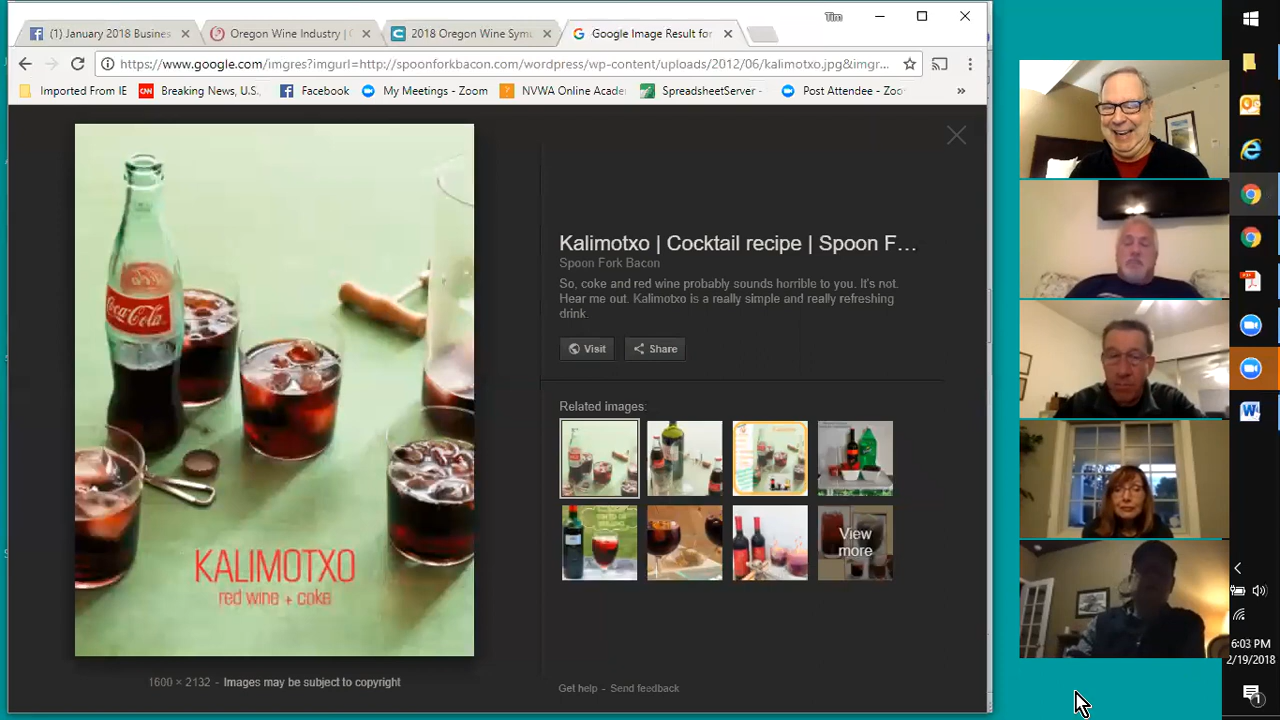 Tim
(1) January 2018 Busines
Oregon Wine Industry |
2018 Oregon Wine Sym
Google Image Result for
https://www.google.com/imgres?imgurl=http://spoonforkbacon.com/wordpress/wp-content/uploads/2012/06/kalimotxo.jpg&imgr...
Imported From IE
CNN
Breaking News, U.S.,
Facebook
My Meetings - Zoom
NVWA Online Acade
SpreadsheetServer -
Post Attendee - Zoo
»
Coca-Cola
KALIMOTXO
red wine + coke
1600 × 2132 - Images may be subject to copyright
Kalimotxo | Cocktail recipe | Spoon F...
Spoon Fork Bacon
So, coke and red wine probably sounds horrible to you. It's not.
Hear me out. Kalimotxo is a really simple and really refreshing
drink.
Visit
Share
Related images:
View
more
Get help - Send feedback
6:03 PM
2/19/2018
1